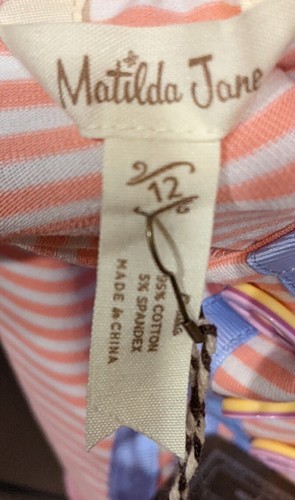 Matilda Jane
12
95% COTTON
5% SPANDEX
MADE in CHINA